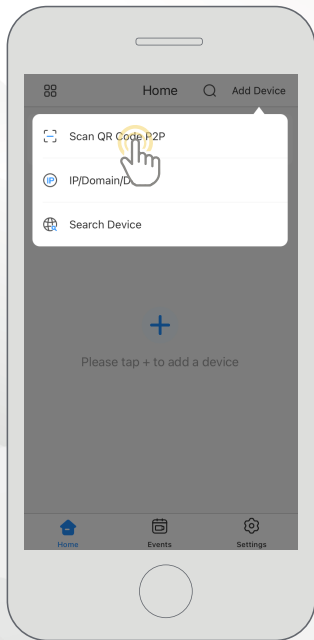 Home
Add Device
Scan QR Code P2P
IP
IP/Domain/D
Search Device
Please tap + to add a device
Home
Events
Settings